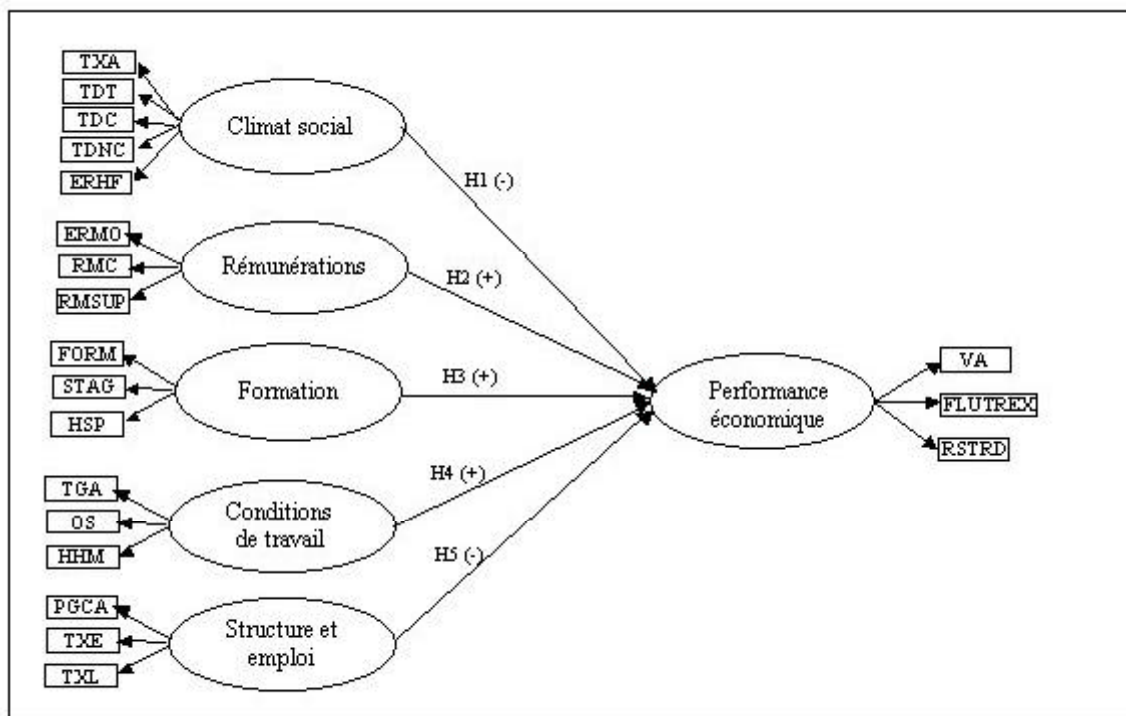 TXA
TDT
TDC
TDNC
ERHF
Climat social
H1 (-)
ERMO
RMC
RMSUP
Rémunérations
H2 (+)
FORM
STAG
HSP
Formation
H3 (+)
TGA
OS
HHM
Conditions
de travail
H4 (+)
PGCA
TXE
TXL
Structure et
emploi
H5 (-)
Performance
économique
VA
FLUTREX
RSTRD